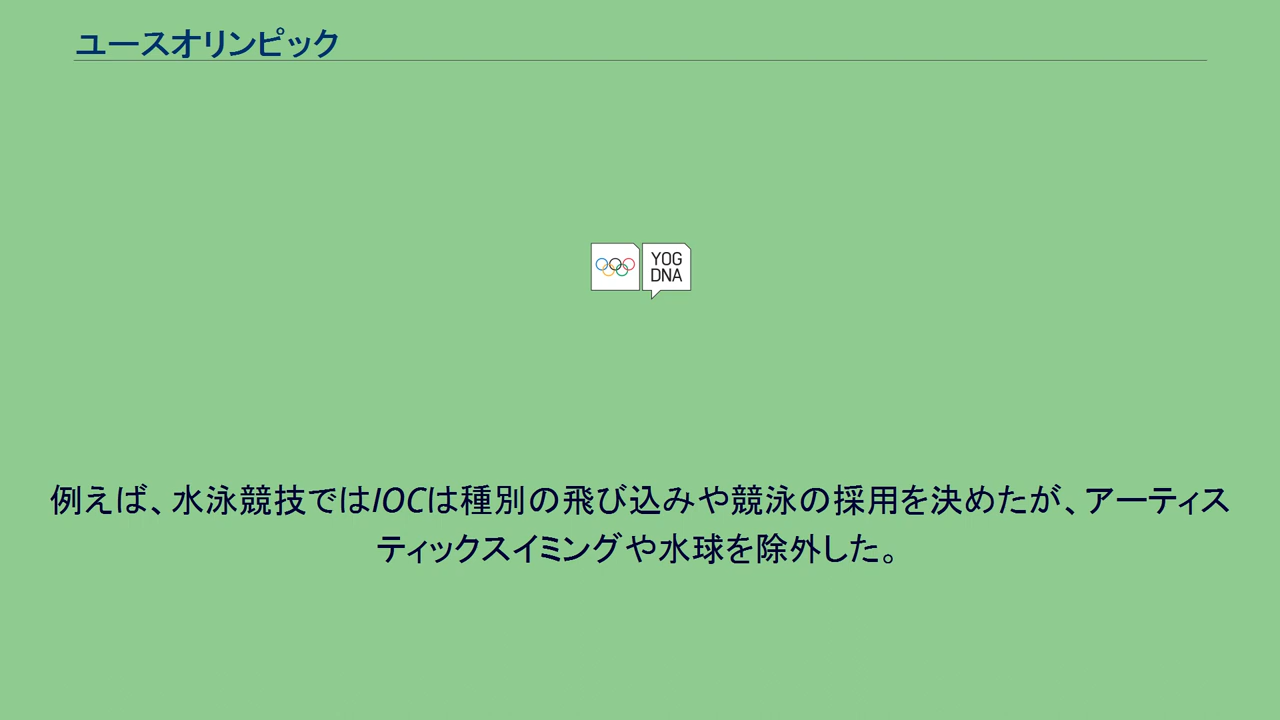 ユースオリンピック
YOG
DNA
例えば、水泳競技ではIOCは種別の飛び込みや競泳の採用を決めたが、アーティス
ティックスイミングや水球を除外した。